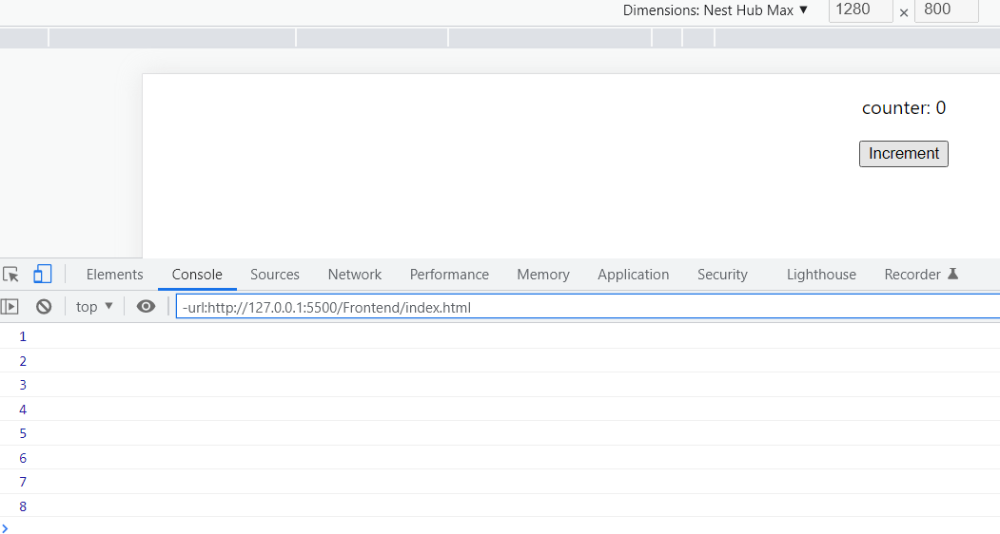 Dimensions: Nest Hub Max ▼ 1280 × 800
counter: 0
Increment
Elements Console Sources Network Performance Memory Application Security Lighthouse Recorder
top ▼ -url:http://127.0.0.1:5500/Frontend/index.html
1
2
3
4
5
6
7
8